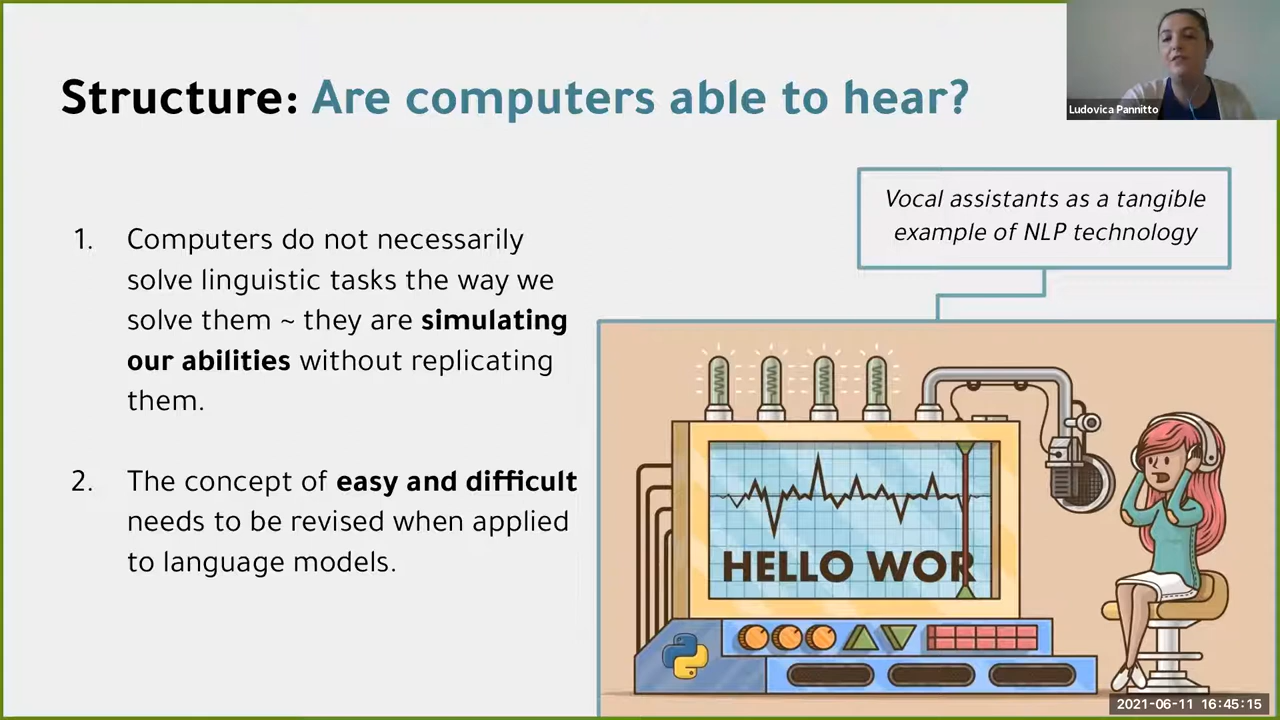 Structure: Are computers able to hear?
Ludovica Pannitto
Vocal assistants as a tangible
example of NLP technology
1. Computers do not necessarily
solve linguistic tasks the way we
solve them ~ they are simulating
our abilities without replicating
them.
2. The concept of easy and difficult
needs to be revised when applied
to language models.
HELLO WOR
2021-06-11 16:45:15